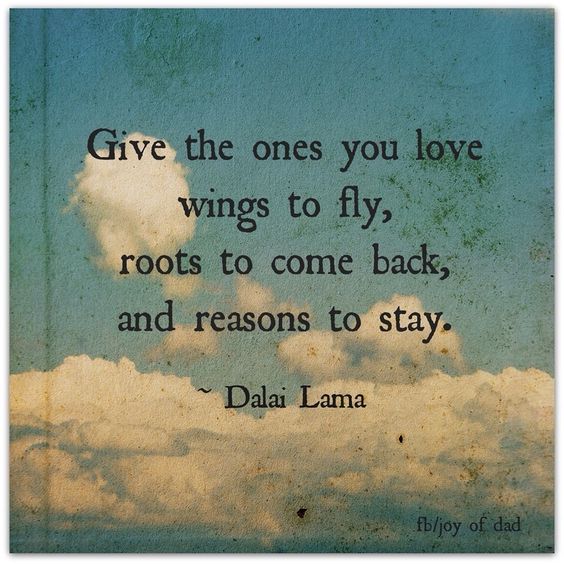 Give the ones you love
wings to fly,
roots to come back,
and reasons to stay.
~ Dalai Lama
fb/joy of dad